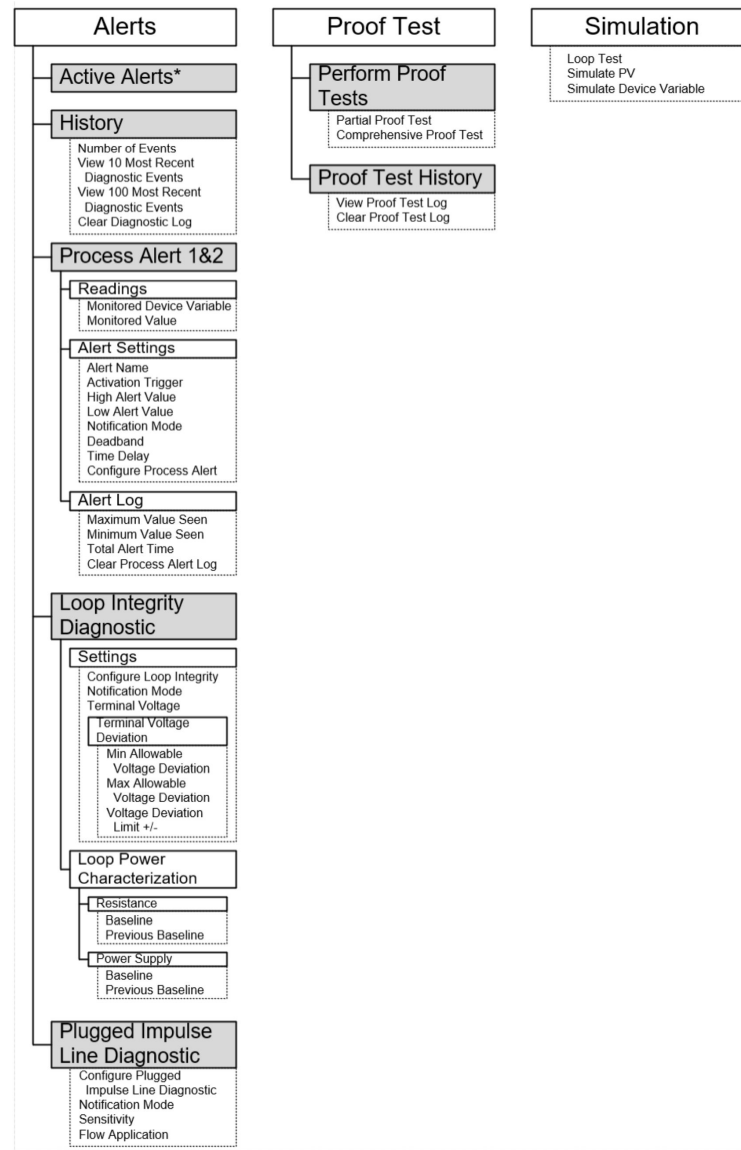 Alerts
Active Alerts*
History
Number of Events
View 10 Most Recent
Diagnostic Events
View 100 Most Recent
Diagnostic Events
Clear Diagnostic Log
Process Alert 1&2
Readings
Monitored Device Variable
Monitored Value
Alert Settings
Alert Name
Activation Trigger
High Alert Value
Low Alert Value
Notification Mode
Deadband
Time Delay
Configure Process Alert
Alert Log
Maximum Value Seen
Minimum Value Seen
Total Alert Time
Clear Process Alert Log
Loop Integrity
Diagnostic
Settings
Configure Loop Integrity
Notification Mode
Terminal Voltage
Terminal Voltage
Deviation
Min Allowable
Voltage Deviation
Max Allowable
Voltage Deviation
Voltage Deviation
Limit +/-
Loop Power
Characterization
Resistance
Baseline
Previous Baseline
Power Supply
Baseline
Previous Baseline
Plugged Impulse
Line Diagnostic
Configure Plugged
Impulse Line Diagnostic
Notification Mode
Sensitivity
Flow Application
Proof Test
Perform Proof
Tests
Partial Proof Test
Comprehensive Proof Test
Proof Test History
View Proof Test Log
Clear Proof Test Log
Simulation
Loop Test
Simulate PV
Simulate Device Variable